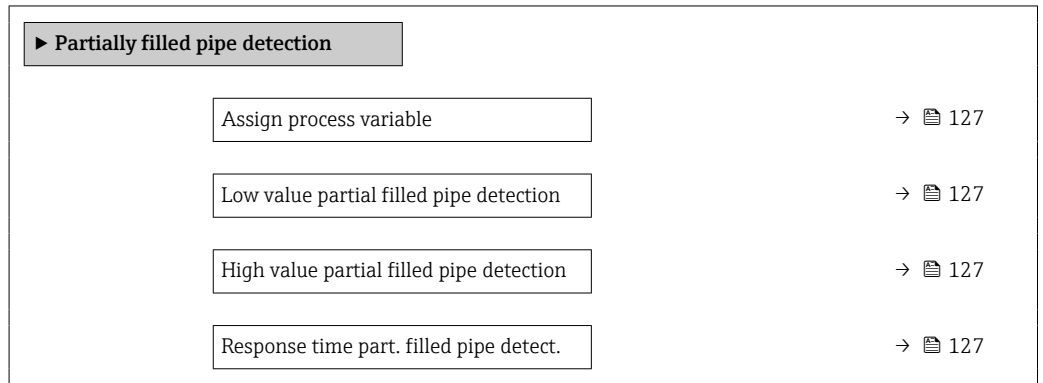 ▶ Partially filled pipe detection
Assign process variable → 127
Low value partial filled pipe detection → 127
High value partial filled pipe detection → 127
Response time part. filled pipe detect. → 127